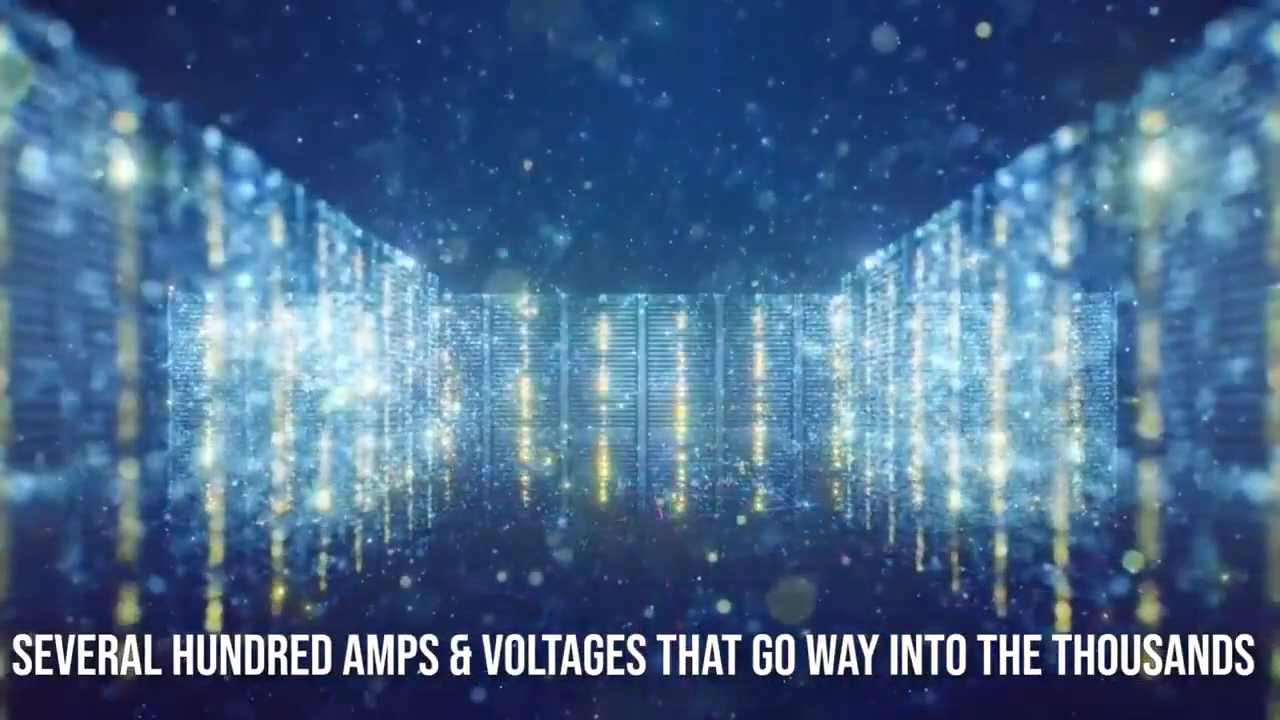 SEVERAL HUNDRED AMPS & VOLTAGES THAT GO WAY INTO THE THOUSANDS